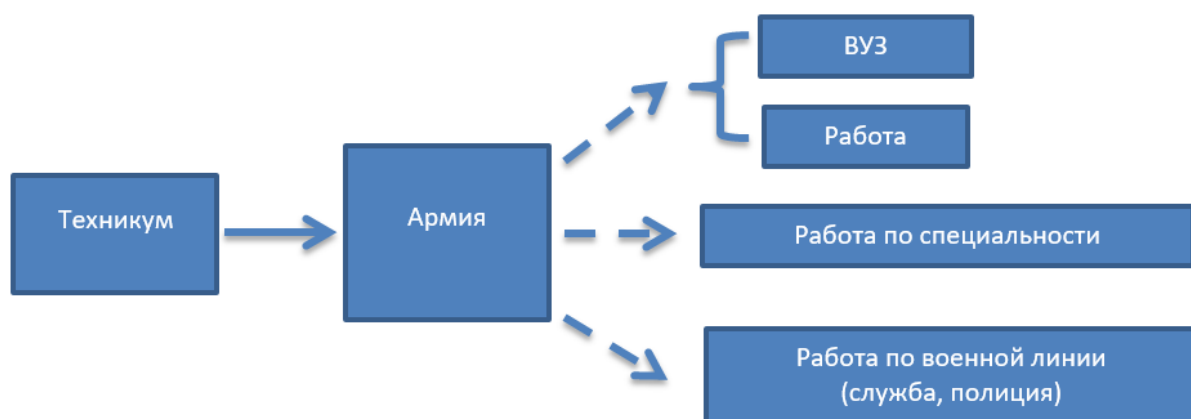 Техникум
Армия
ВУЗ
Работа
Работа по специальности
Работа по военной линии
(служба, полиция)